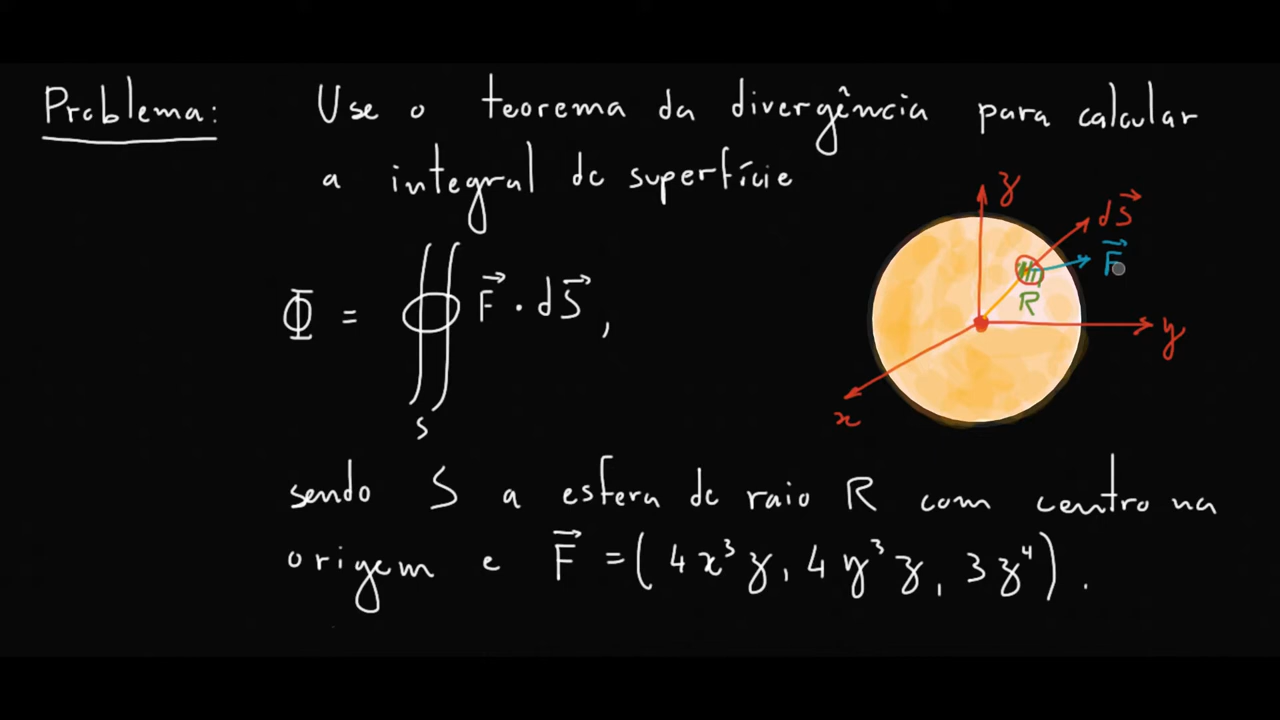 Problema: Use o teorema da divergência para calcular
a integral de superfície
Φ = ∯ F⃗ · dS⃗ ,
S
z
dS⃗
F⃗
R
y
x
sendo S a esfera de raio R com centro na
origem e F⃗ = ( 4x³z, 4y³z, 3z⁴ ) .